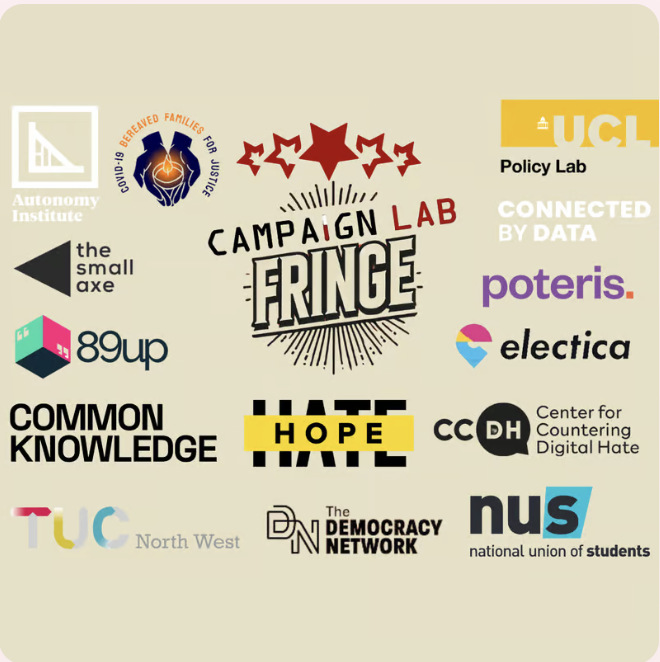 Autonomy
Institute
COVID-19 BEREAVED FAMILIES FOR JUSTICE
CAMPAIGN LAB
FRINGE
UCL
Policy Lab
CONNECTED
BY DATA
the
small
axe
poteris.
89up
electica
COMMON
KNOWLEDGE
HATE
HOPE
CCDH
Center for
Countering
Digital Hate
TUC North West
DN
The
DEMOCRACY
NETWORK
nus
national union of students